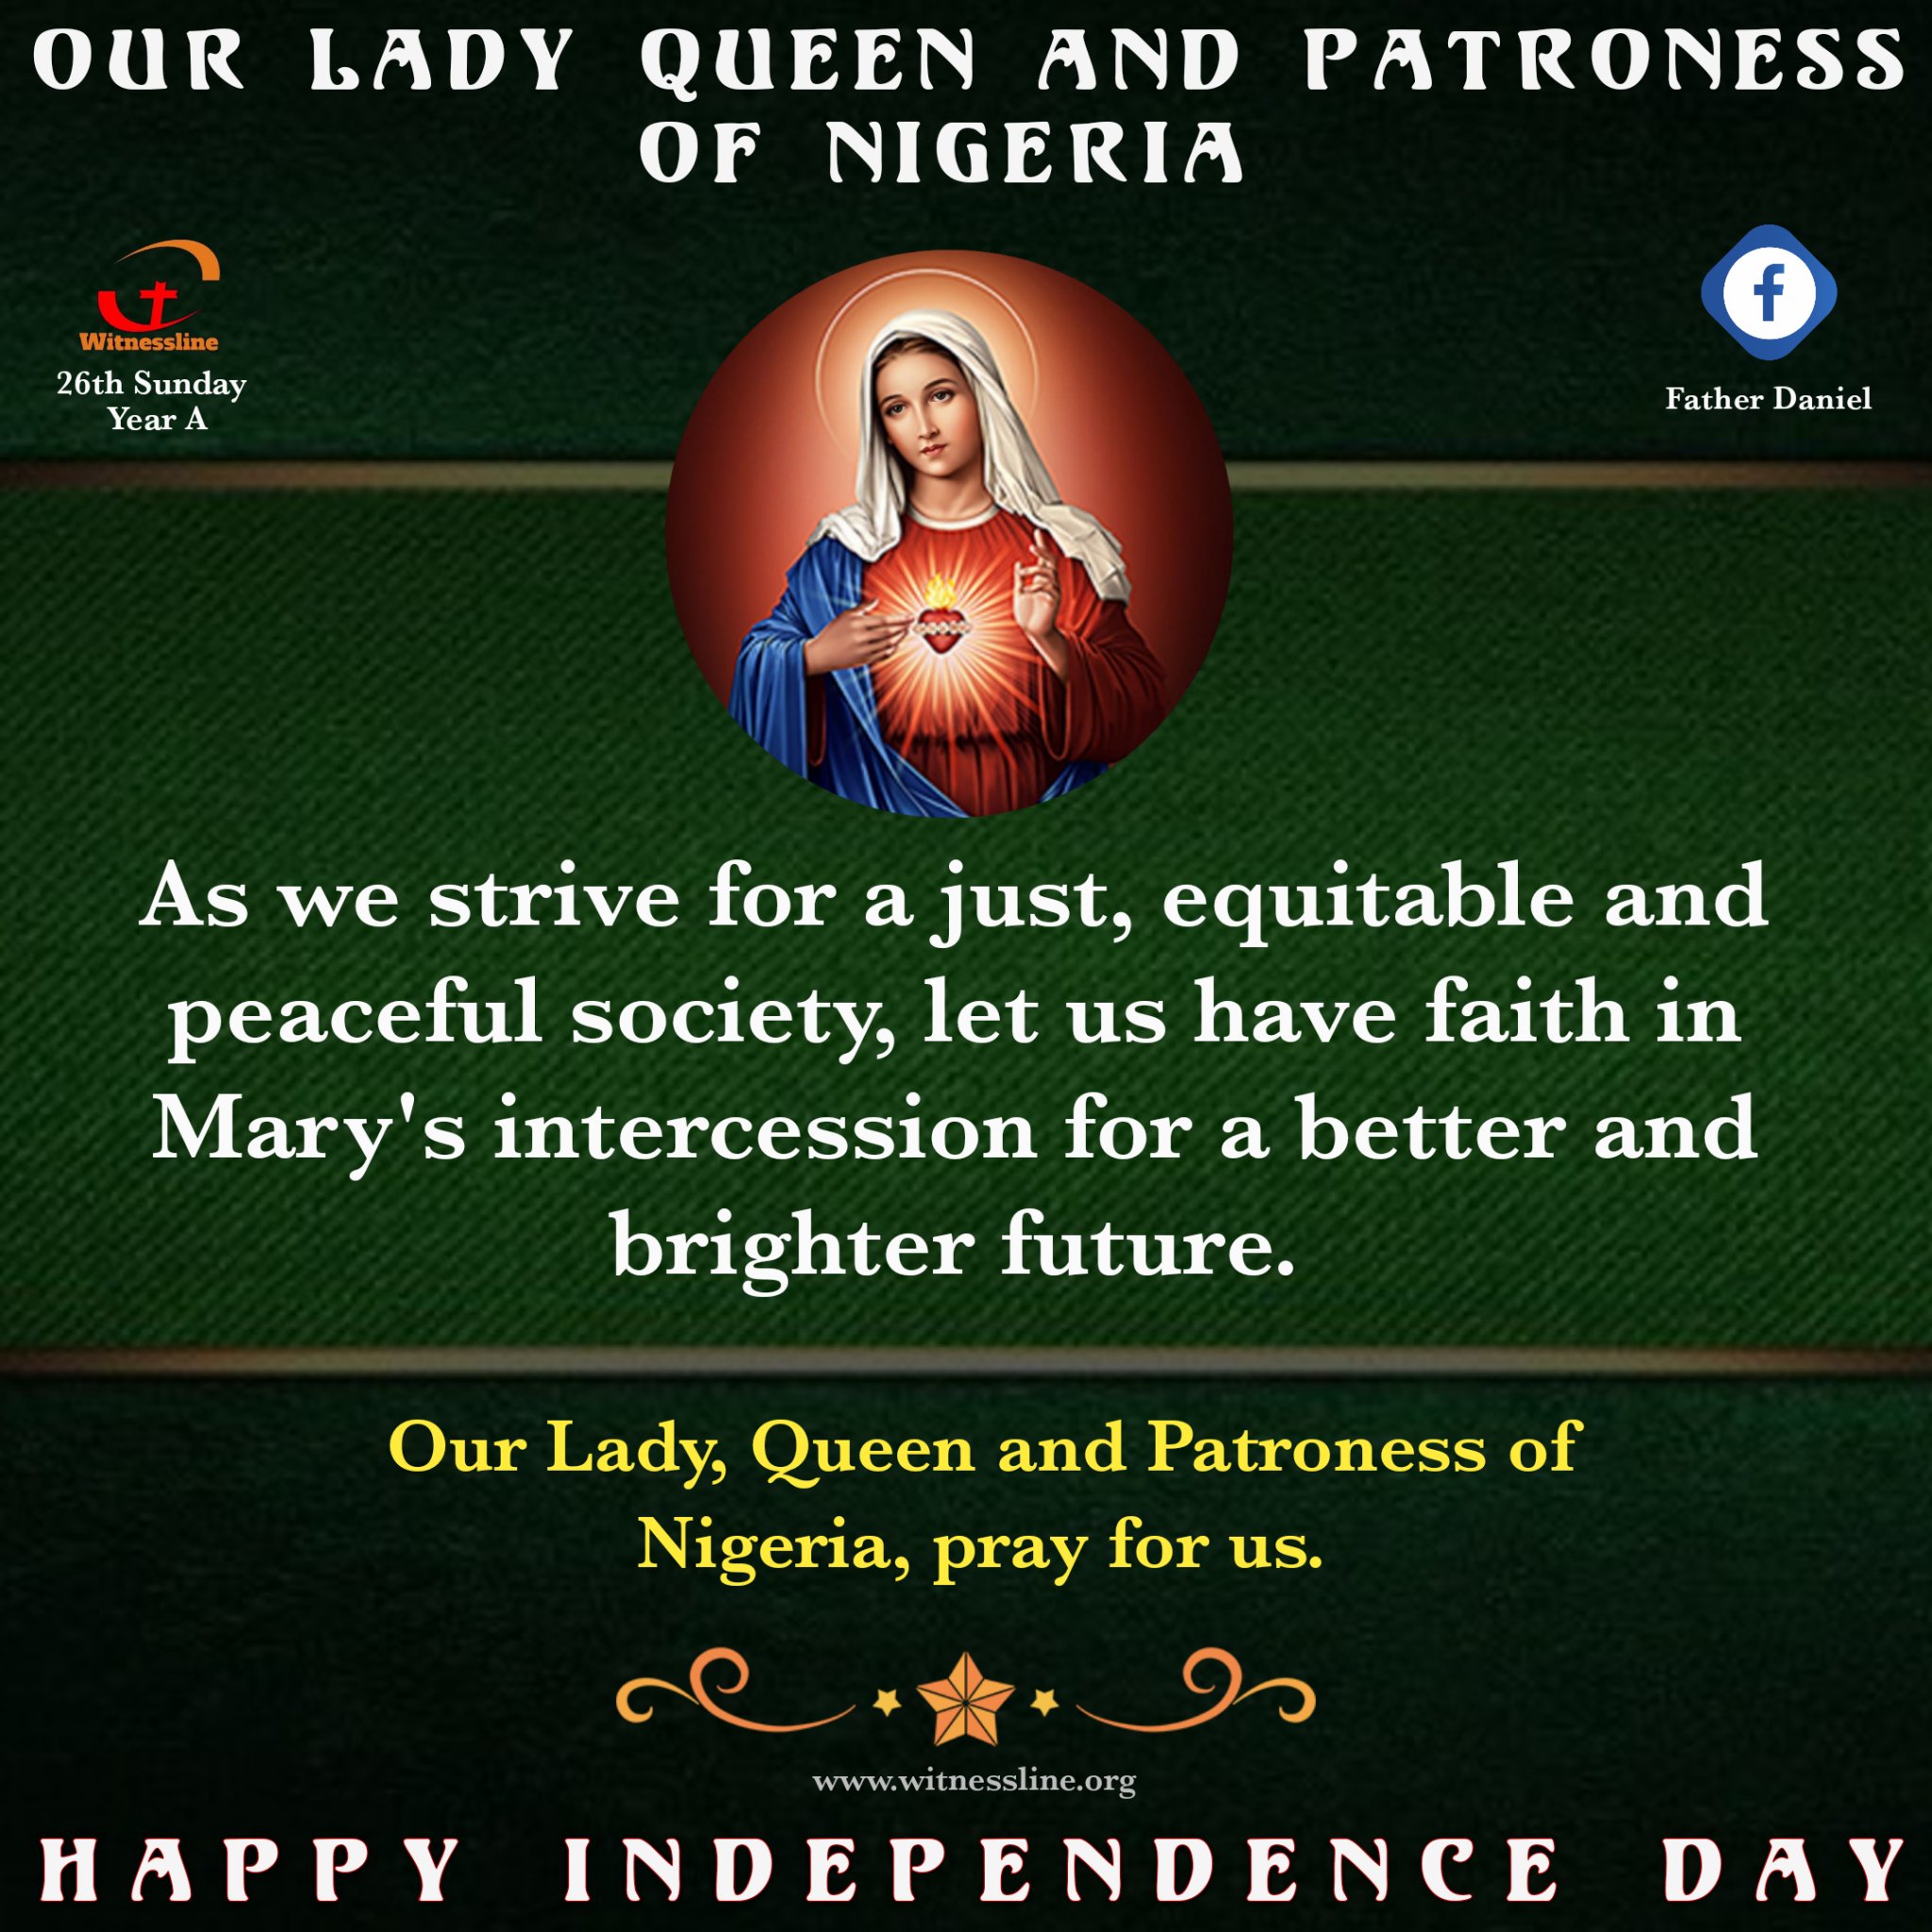 OUR LADY QUEEN AND PATRONESS
OF NIGERIA
Witnessline
26th Sunday
Year A
f
Father Daniel
As we strive for a just, equitable and
peaceful society, let us have faith in
Mary's intercession for a better and
brighter future.
Our Lady, Queen and Patroness of
Nigeria, pray for us.
www.witnessline.org
HAPPY INDEPENDENCE DAY